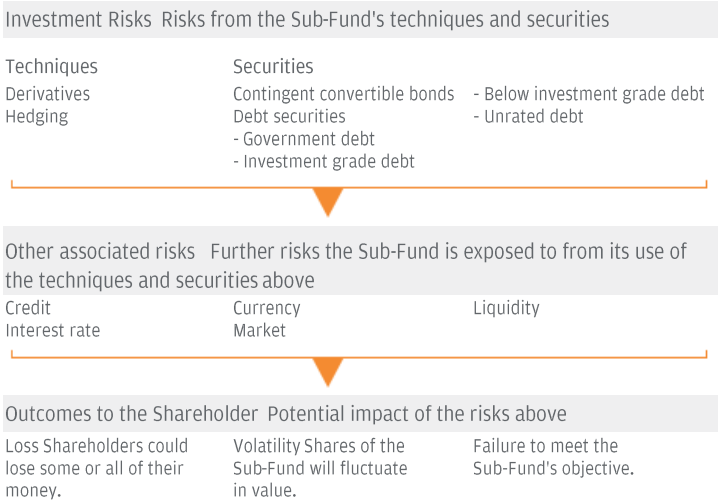 Investment Risks Risks from the Sub-Fund's techniques and securities
Techniques
Derivatives
Hedging
Securities
Contingent convertible bonds
Debt securities
- Government debt
- Investment grade debt
- Below investment grade debt
- Unrated debt
Other associated risks Further risks the Sub-Fund is exposed to from its use of
the techniques and securities above
Credit
Interest rate
Currency
Market
Liquidity
Outcomes to the Shareholder Potential impact of the risks above
Loss Shareholders could
lose some or all of their
money.
Volatility Shares of the
Sub-Fund will fluctuate
in value.
Failure to meet the
Sub-Fund's objective.